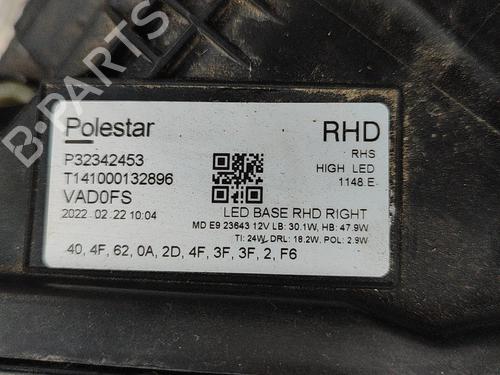 B-PARTS
Polestar
RHD
P32342453
RHS
T141000132896
HIGH LED
VAD0FS
1148.E
2022 .02 .22 10:04
LED BASE RHD RIGHT
MD E9 23643 12V LB: 30.1W, HB: 47.9W
TI: 24W, DRL: 18.2W, POL: 2.9W
40, 4F, 62, 0A, 2D, 4F, 3F, 3F, 2, F6